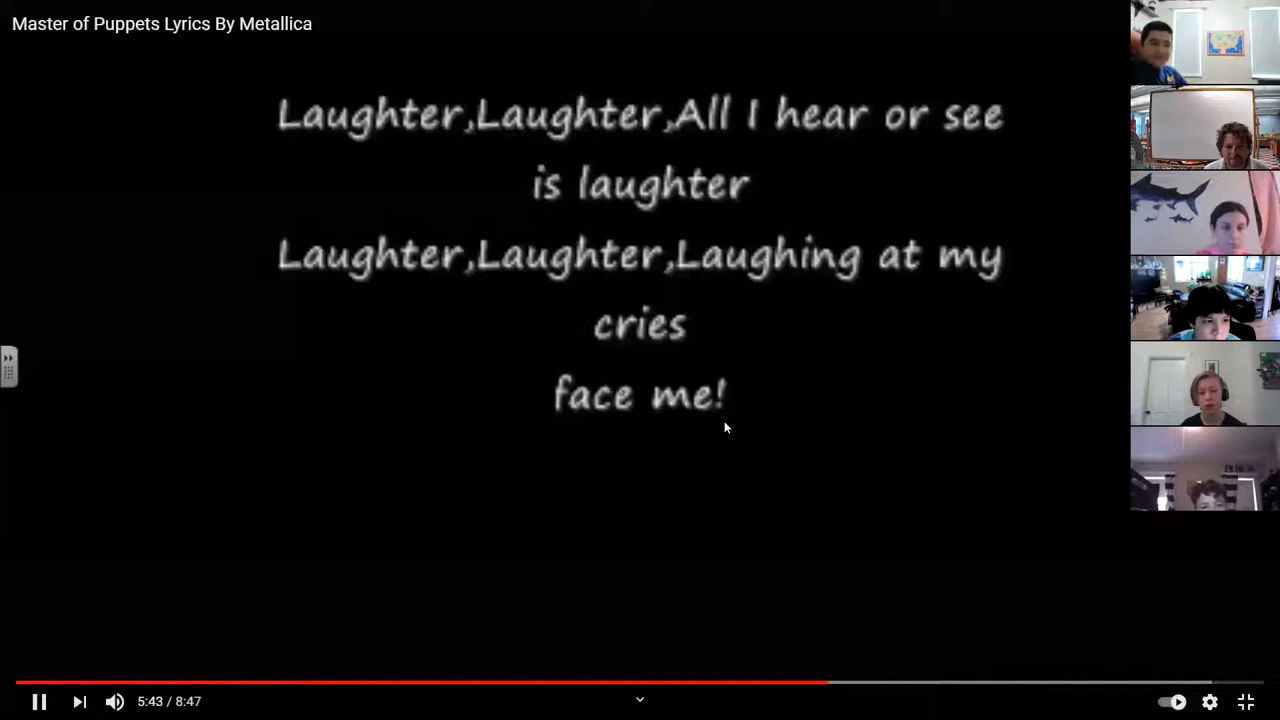 Master of Puppets Lyrics By Metallica
Laughter,Laughter,All I hear or see
is laughter
Laughter,Laughter,Laughing at my
cries
face me!
5:43 / 8:47